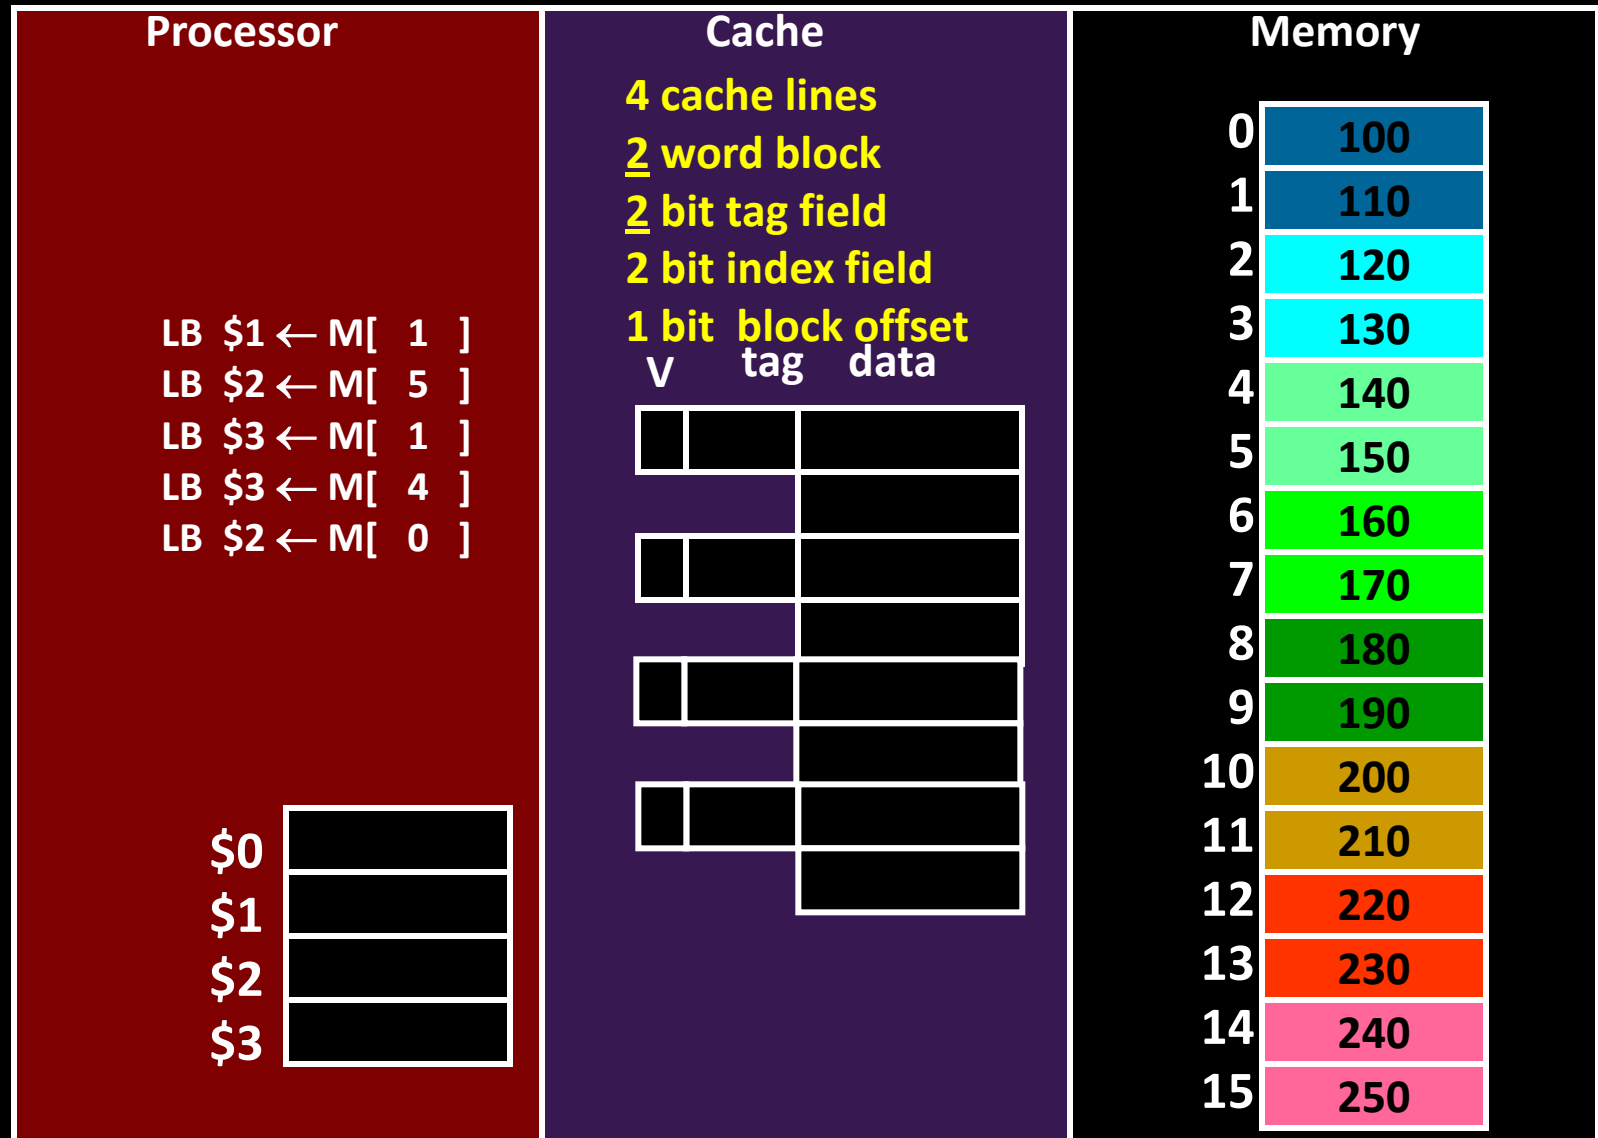 Processor
LB $1 ← M[ 1 ]
LB $2 ← M[ 5 ]
LB $3 ← M[ 1 ]
LB $3 ← M[ 4 ]
LB $2 ← M[ 0 ]
$0
$1
$2
$3
Cache
4 cache lines
2 word block
2 bit tag field
2 bit index field
1 bit block offset
V tag data
Memory
0 100
1 110
2 120
3 130
4 140
5 150
6 160
7 170
8 180
9 190
10 200
11 210
12 220
13 230
14 240
15 250